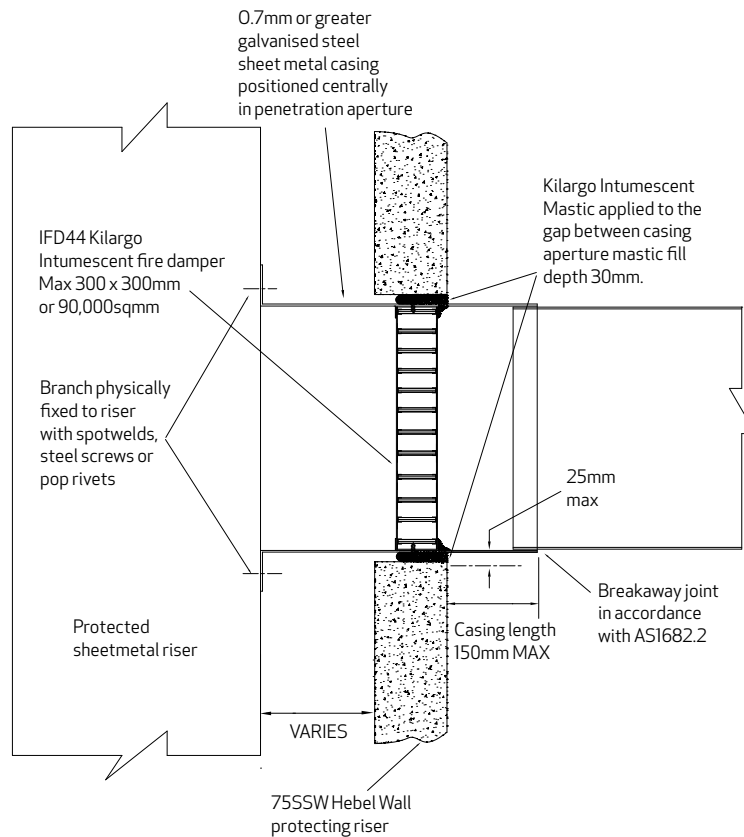 0.7mm or greater
galvanised steel
sheet metal casing
positioned centrally
in penetration aperture
Kilargo Intumescent
Mastic applied to the
gap between casing
aperture mastic fill
depth 30mm.
IFD44 Kilargo
Intumescent fire damper
Max 300 x 300mm
or 90,000sqmm
Branch physically
fixed to riser
with spotwelds,
steel screws or
pop rivets
25mm
max
Breakaway joint
in accordance
with AS1682.2
Protected
sheetmetal riser
Casing length
150mm MAX
VARIES
75SSW Hebel Wall
protecting riser